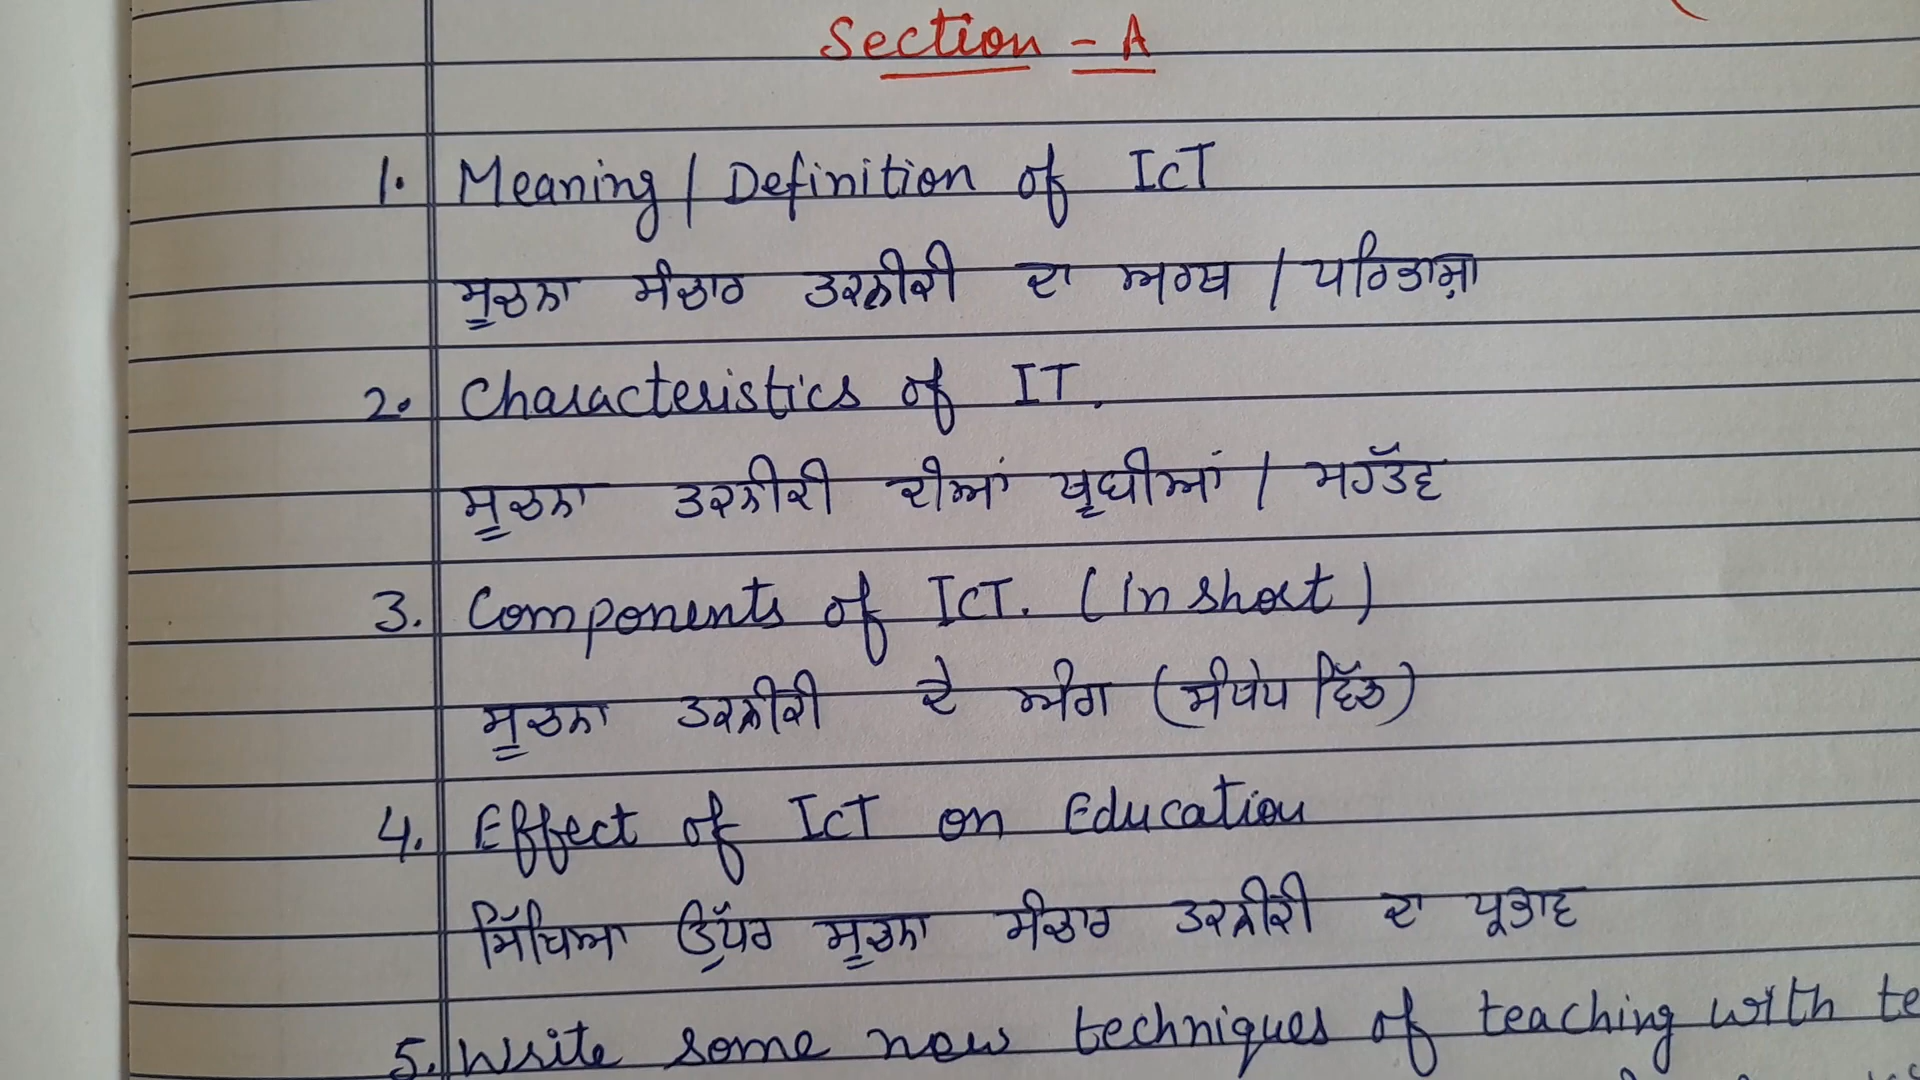 Section - A
1. Meaning / Definition of ICT
ਸੂਚਨਾ ਸੰਚਾਰ ਤਕਨੀਕੀ ਦਾ ਅਰਥ / ਪਰਿਭਾਸ਼ਾ
2. Characteristics of IT.
ਸੂਚਨਾ ਤਕਨੀਕੀ ਦੀਆਂ ਖੂਬੀਆਂ / ਮਹੱਤਵ
3. Components of ICT. (in short)
ਸੂਚਨਾ ਤਕਨੀਕੀ ਦੇ ਅੰਗ (ਸੰਖੇਪ ਵਿੱਚ)
4. Effect of ICT on Education
ਸਿੱਖਿਆ ਉੱਪਰ ਸੂਚਨਾ ਸੰਚਾਰ ਤਕਨੀਕੀ ਦਾ ਪ੍ਰਭਾਵ
5. Write some new techniques of teaching with te